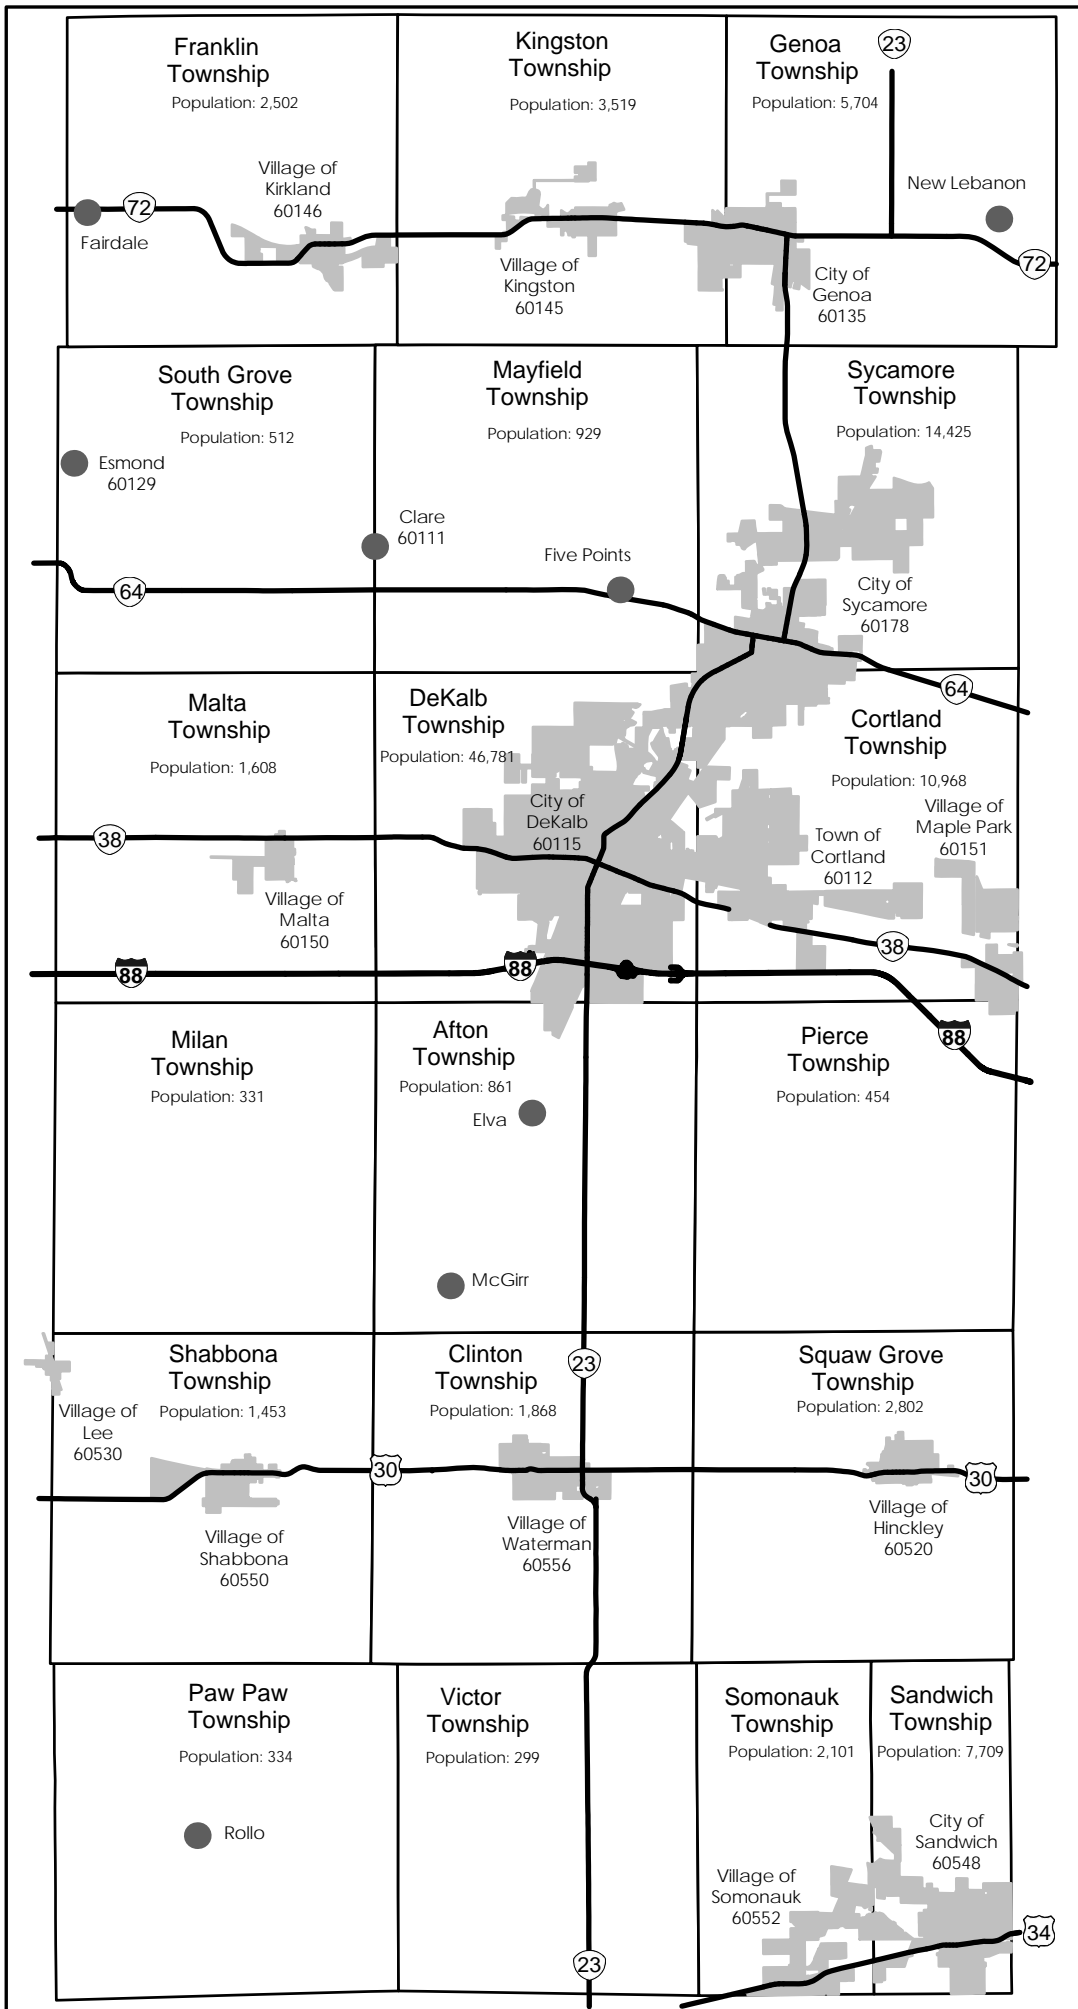 Franklin
Township
Population: 2,502
Kingston
Township
Population: 3,519
Genoa
Township
Population: 5,704
23
Village of
Kirkland
60146
New Lebanon
72
Fairdale
Village of
Kingston
60145
City of
Genoa
60135
72
South Grove
Township
Population: 512
Mayfield
Township
Population: 929
Sycamore
Township
Population: 14,425
Esmond
60129
Clare
60111
Five Points
64
City of
Sycamore
60178
64
Malta
Township
Population: 1,608
DeKalb
Township
Population: 46,781
Cortland
Township
Population: 10,968
City of
DeKalb
60115
Village of
Maple Park
60151
38
Town of
Cortland
60112
Village of
Malta
60150
38
88
88
Milan
Township
Population: 331
Afton
Township
Population: 861
Pierce
Township
Population: 454
88
Elva
McGirr
Shabbona
Township
Population: 1,453
Clinton
Township
Population: 1,868
23
Squaw Grove
Township
Population: 2,802
Village of
Lee
60530
30
30
Village of
Shabbona
60550
Village of
Waterman
60556
Village of
Hinckley
60520
Paw Paw
Township
Population: 334
Victor
Township
Population: 299
Somonauk
Township
Population: 2,101
Sandwich
Township
Population: 7,709
Rollo
City of
Sandwich
60548
Village of
Somonauk
60552
34
23